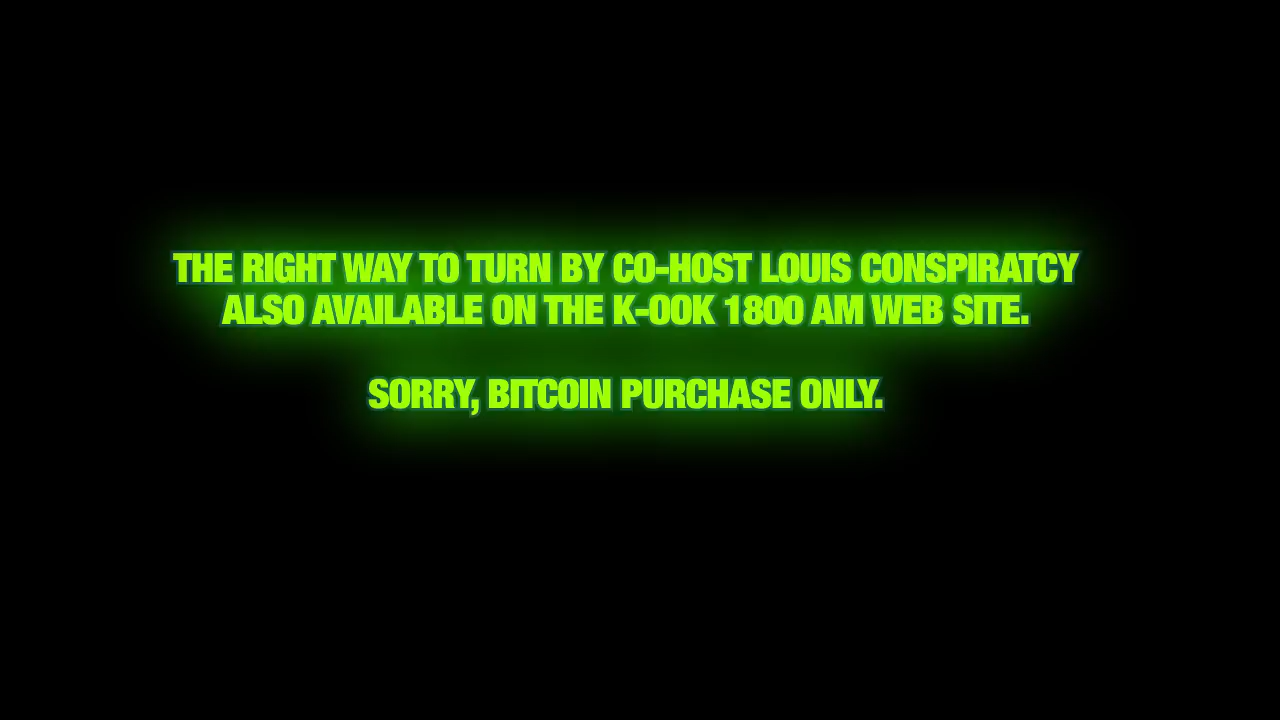 THE RIGHT WAY TO TURN BY CO-HOST LOUIS CONSPIRATCY
ALSO AVAILABLE ON THE K-OOK 1800 AM WEB SITE.
SORRY, BITCOIN PURCHASE ONLY.